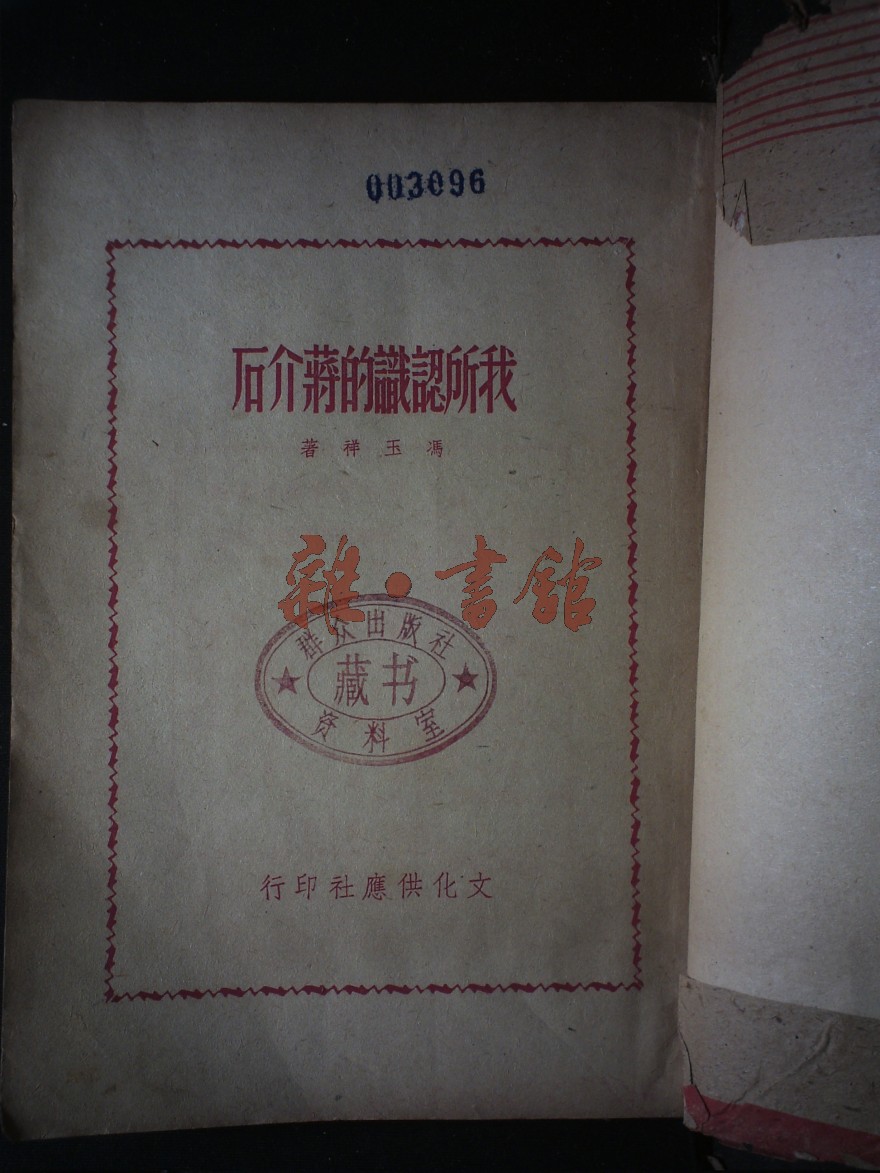 003096
我所認識的蔣介石
馮玉祥著
雜·書館
群众出版社
藏书
资料室
文化供應社印行